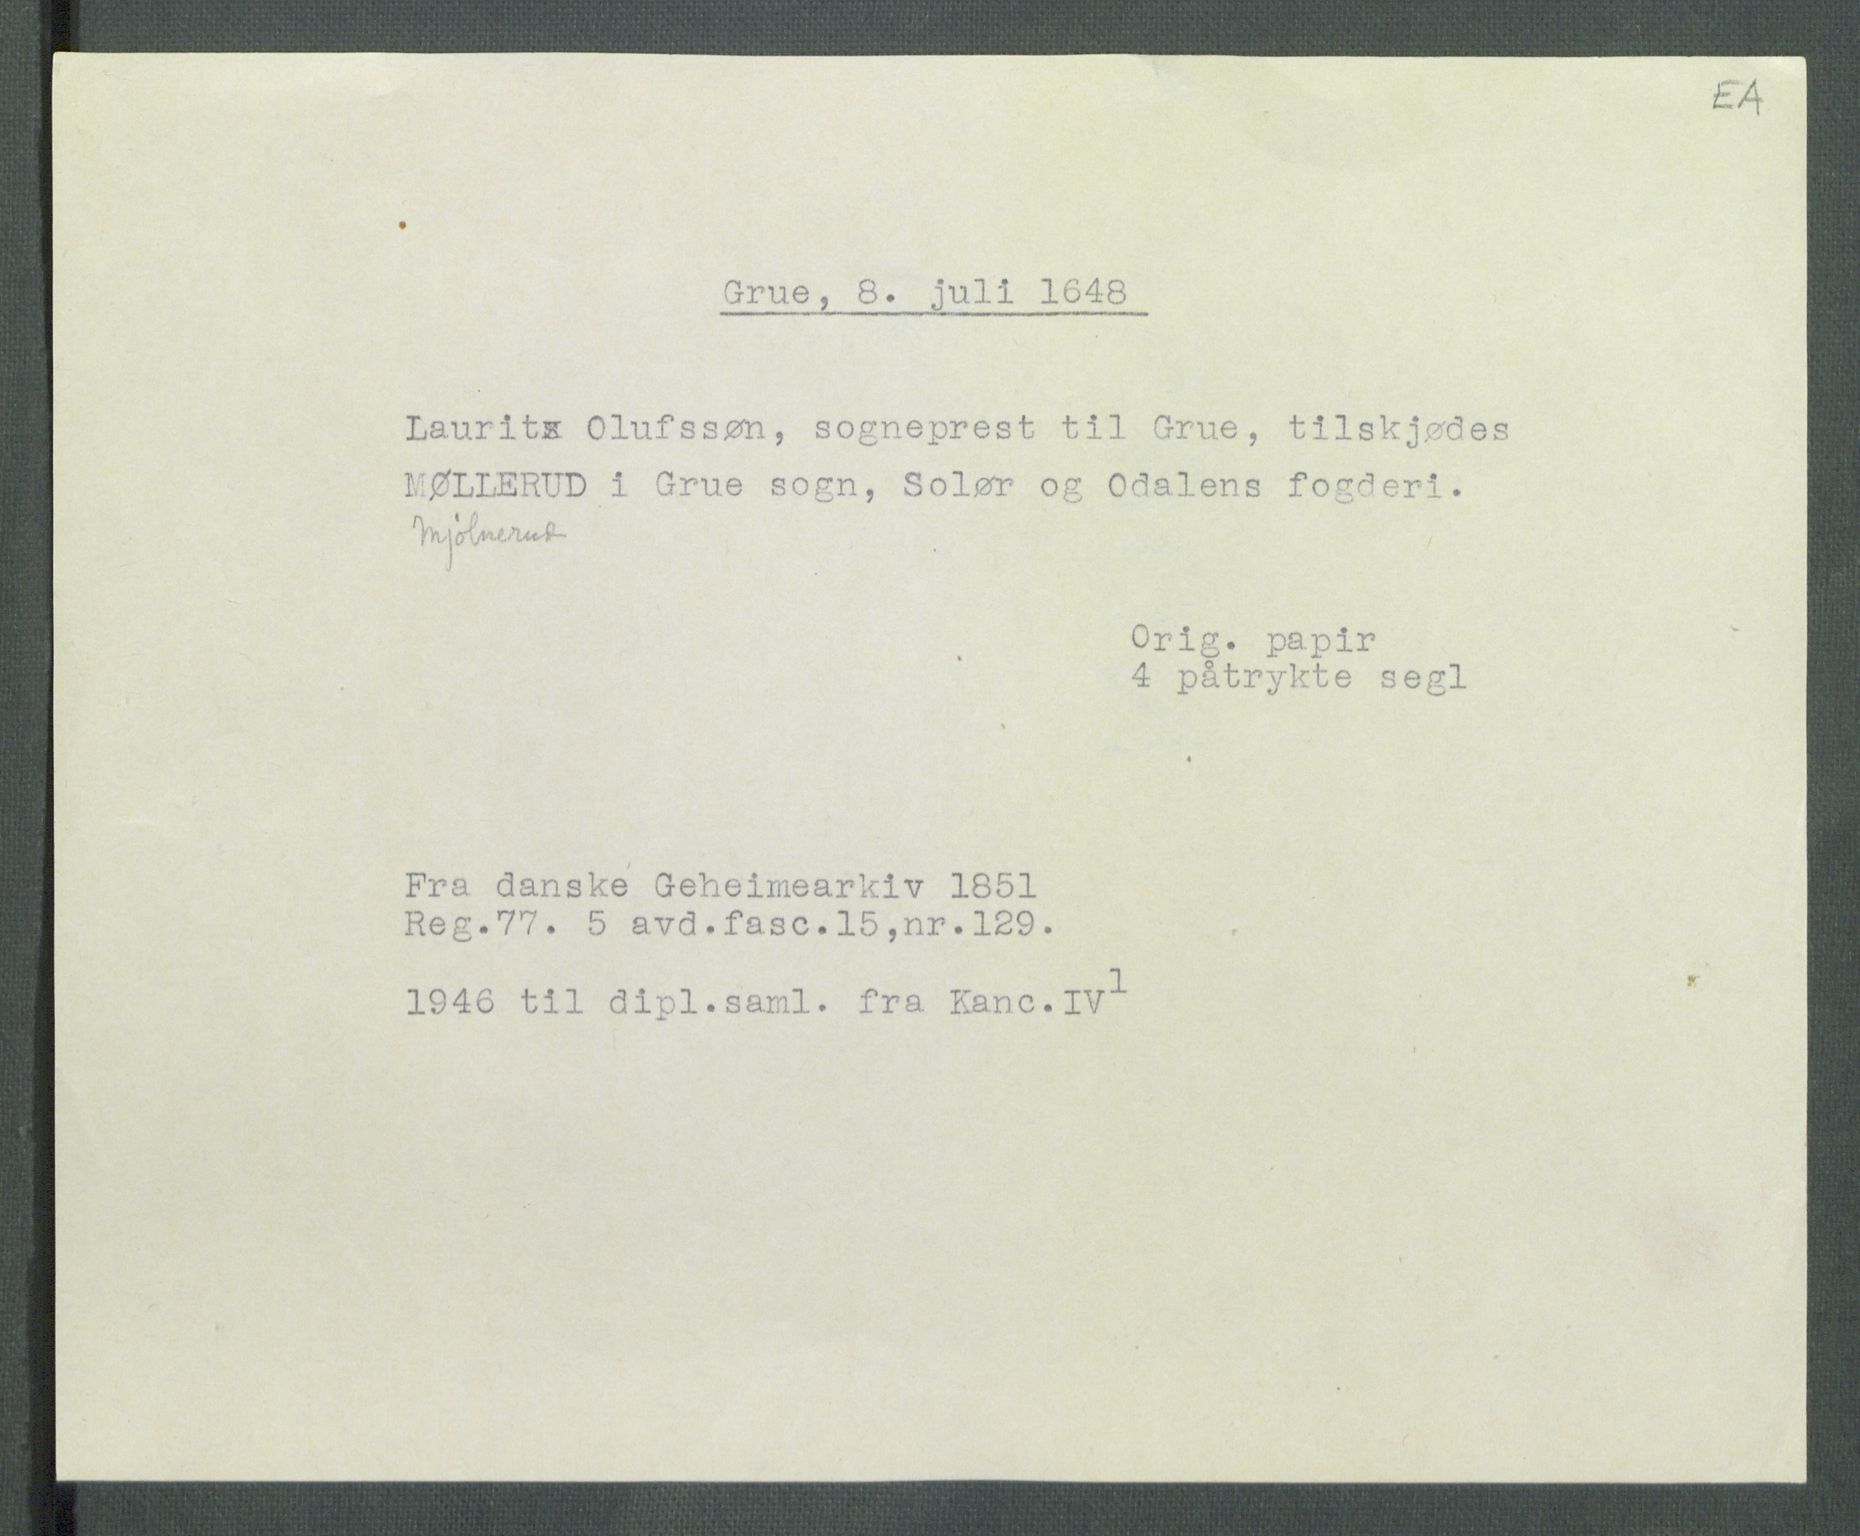 EA
Grue, 8. juli 1648
Lauritz Olufssøn, sogneprest til Grue, tilskjødes
MØLLERUD i Grue sogn, Solør og Odalens fogderi.
Mjölnerud
Orig. papir
4 påtrykte segl
Fra danske Geheimearkiv 1851
Reg.77. 5 avd.fasc.15,nr.129.
1946 til dipl.saml. fra Kanc.IV¹